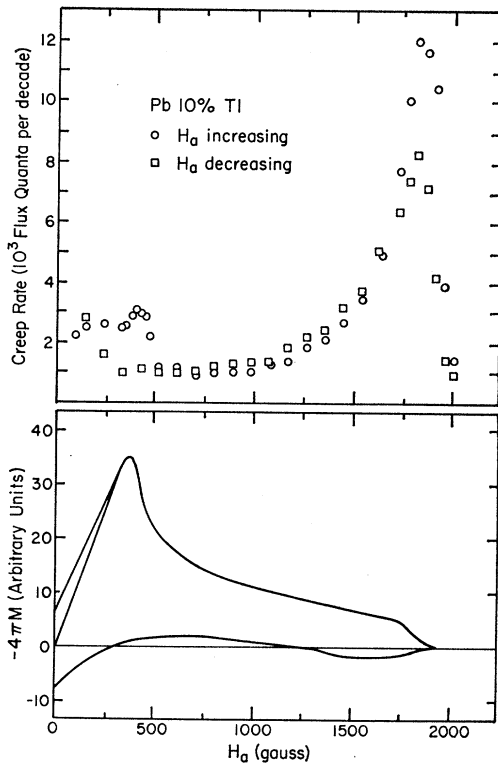 Creep Rate (10³ Flux Quanta per decade)
12
10
8
6
4
2
Pb 10% Tl
Hₐ increasing
Hₐ decreasing
-4πM (Arbitrary Units)
40
30
20
10
0
-10
0 500 1000 1500 2000
Hₐ (gauss)